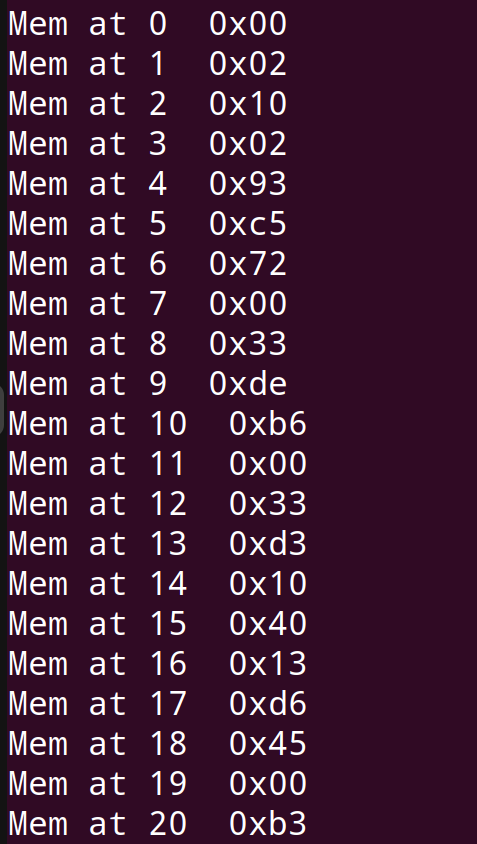 Mem at 0  0x00
Mem at 1  0x02
Mem at 2  0x10
Mem at 3  0x02
Mem at 4  0x93
Mem at 5  0xc5
Mem at 6  0x72
Mem at 7  0x00
Mem at 8  0x33
Mem at 9  0xde
Mem at 10  0xb6
Mem at 11  0x00
Mem at 12  0x33
Mem at 13  0xd3
Mem at 14  0x10
Mem at 15  0x40
Mem at 16  0x13
Mem at 17  0xd6
Mem at 18  0x45
Mem at 19  0x00
Mem at 20  0xb3